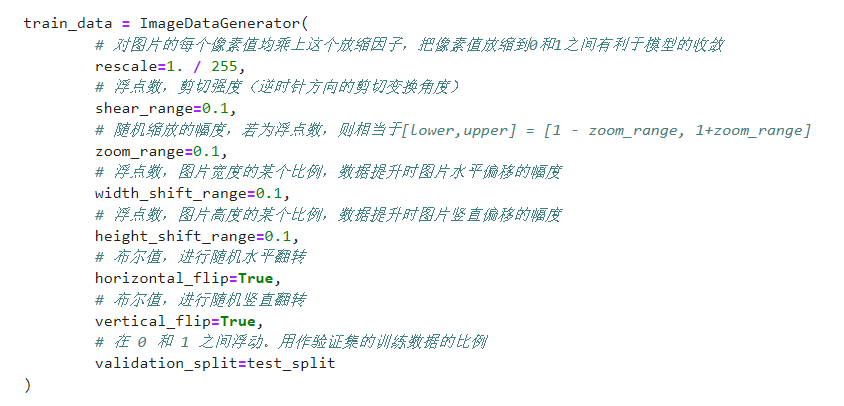 train_data = ImageDataGenerator(
# 对图片的每个像素值均乘上这个放缩因子，把像素值放缩到0和1之间有利于模型的收敛
rescale=1. / 255,
# 浮点数，剪切强度（逆时针方向的剪切变换角度）
shear_range=0.1,
# 随机缩放的幅度，若为浮点数，则相当于[lower,upper] = [1 - zoom_range, 1+zoom_range]
zoom_range=0.1,
# 浮点数，图片宽度的某个比例，数据提升时图片水平偏移的幅度
width_shift_range=0.1,
# 浮点数，图片高度的某个比例，数据提升时图片竖直偏移的幅度
height_shift_range=0.1,
# 布尔值，进行随机水平翻转
horizontal_flip=True,
# 布尔值，进行随机竖直翻转
vertical_flip=True,
# 在 0 和 1 之间浮动。用作验证集的训练数据的比例
validation_split=test_split
)